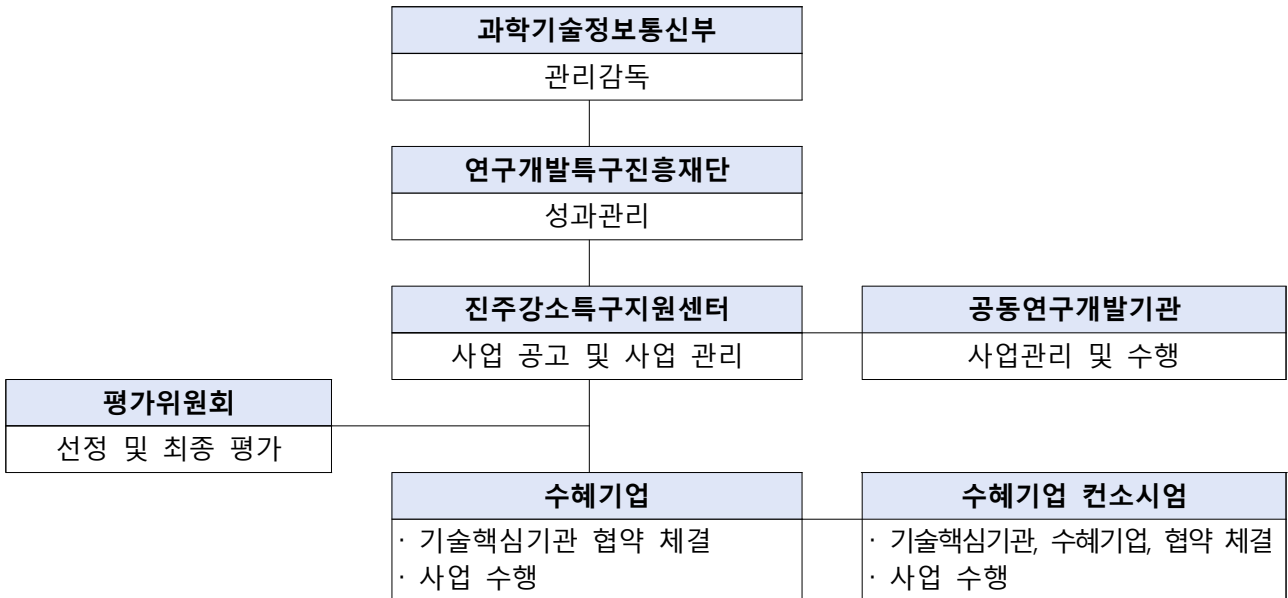 과학기술정보통신부
관리감독
연구개발특구진흥재단
성과관리
진주강소특구지원센터
사업 공고 및 사업 관리
공동연구개발기관
사업관리 및 수행
평가위원회
선정 및 최종 평가
수혜기업
· 기술핵심기관 협약 체결
· 사업 수행
수혜기업 컨소시엄
· 기술핵심기관, 수혜기업, 협약 체결
· 사업 수행